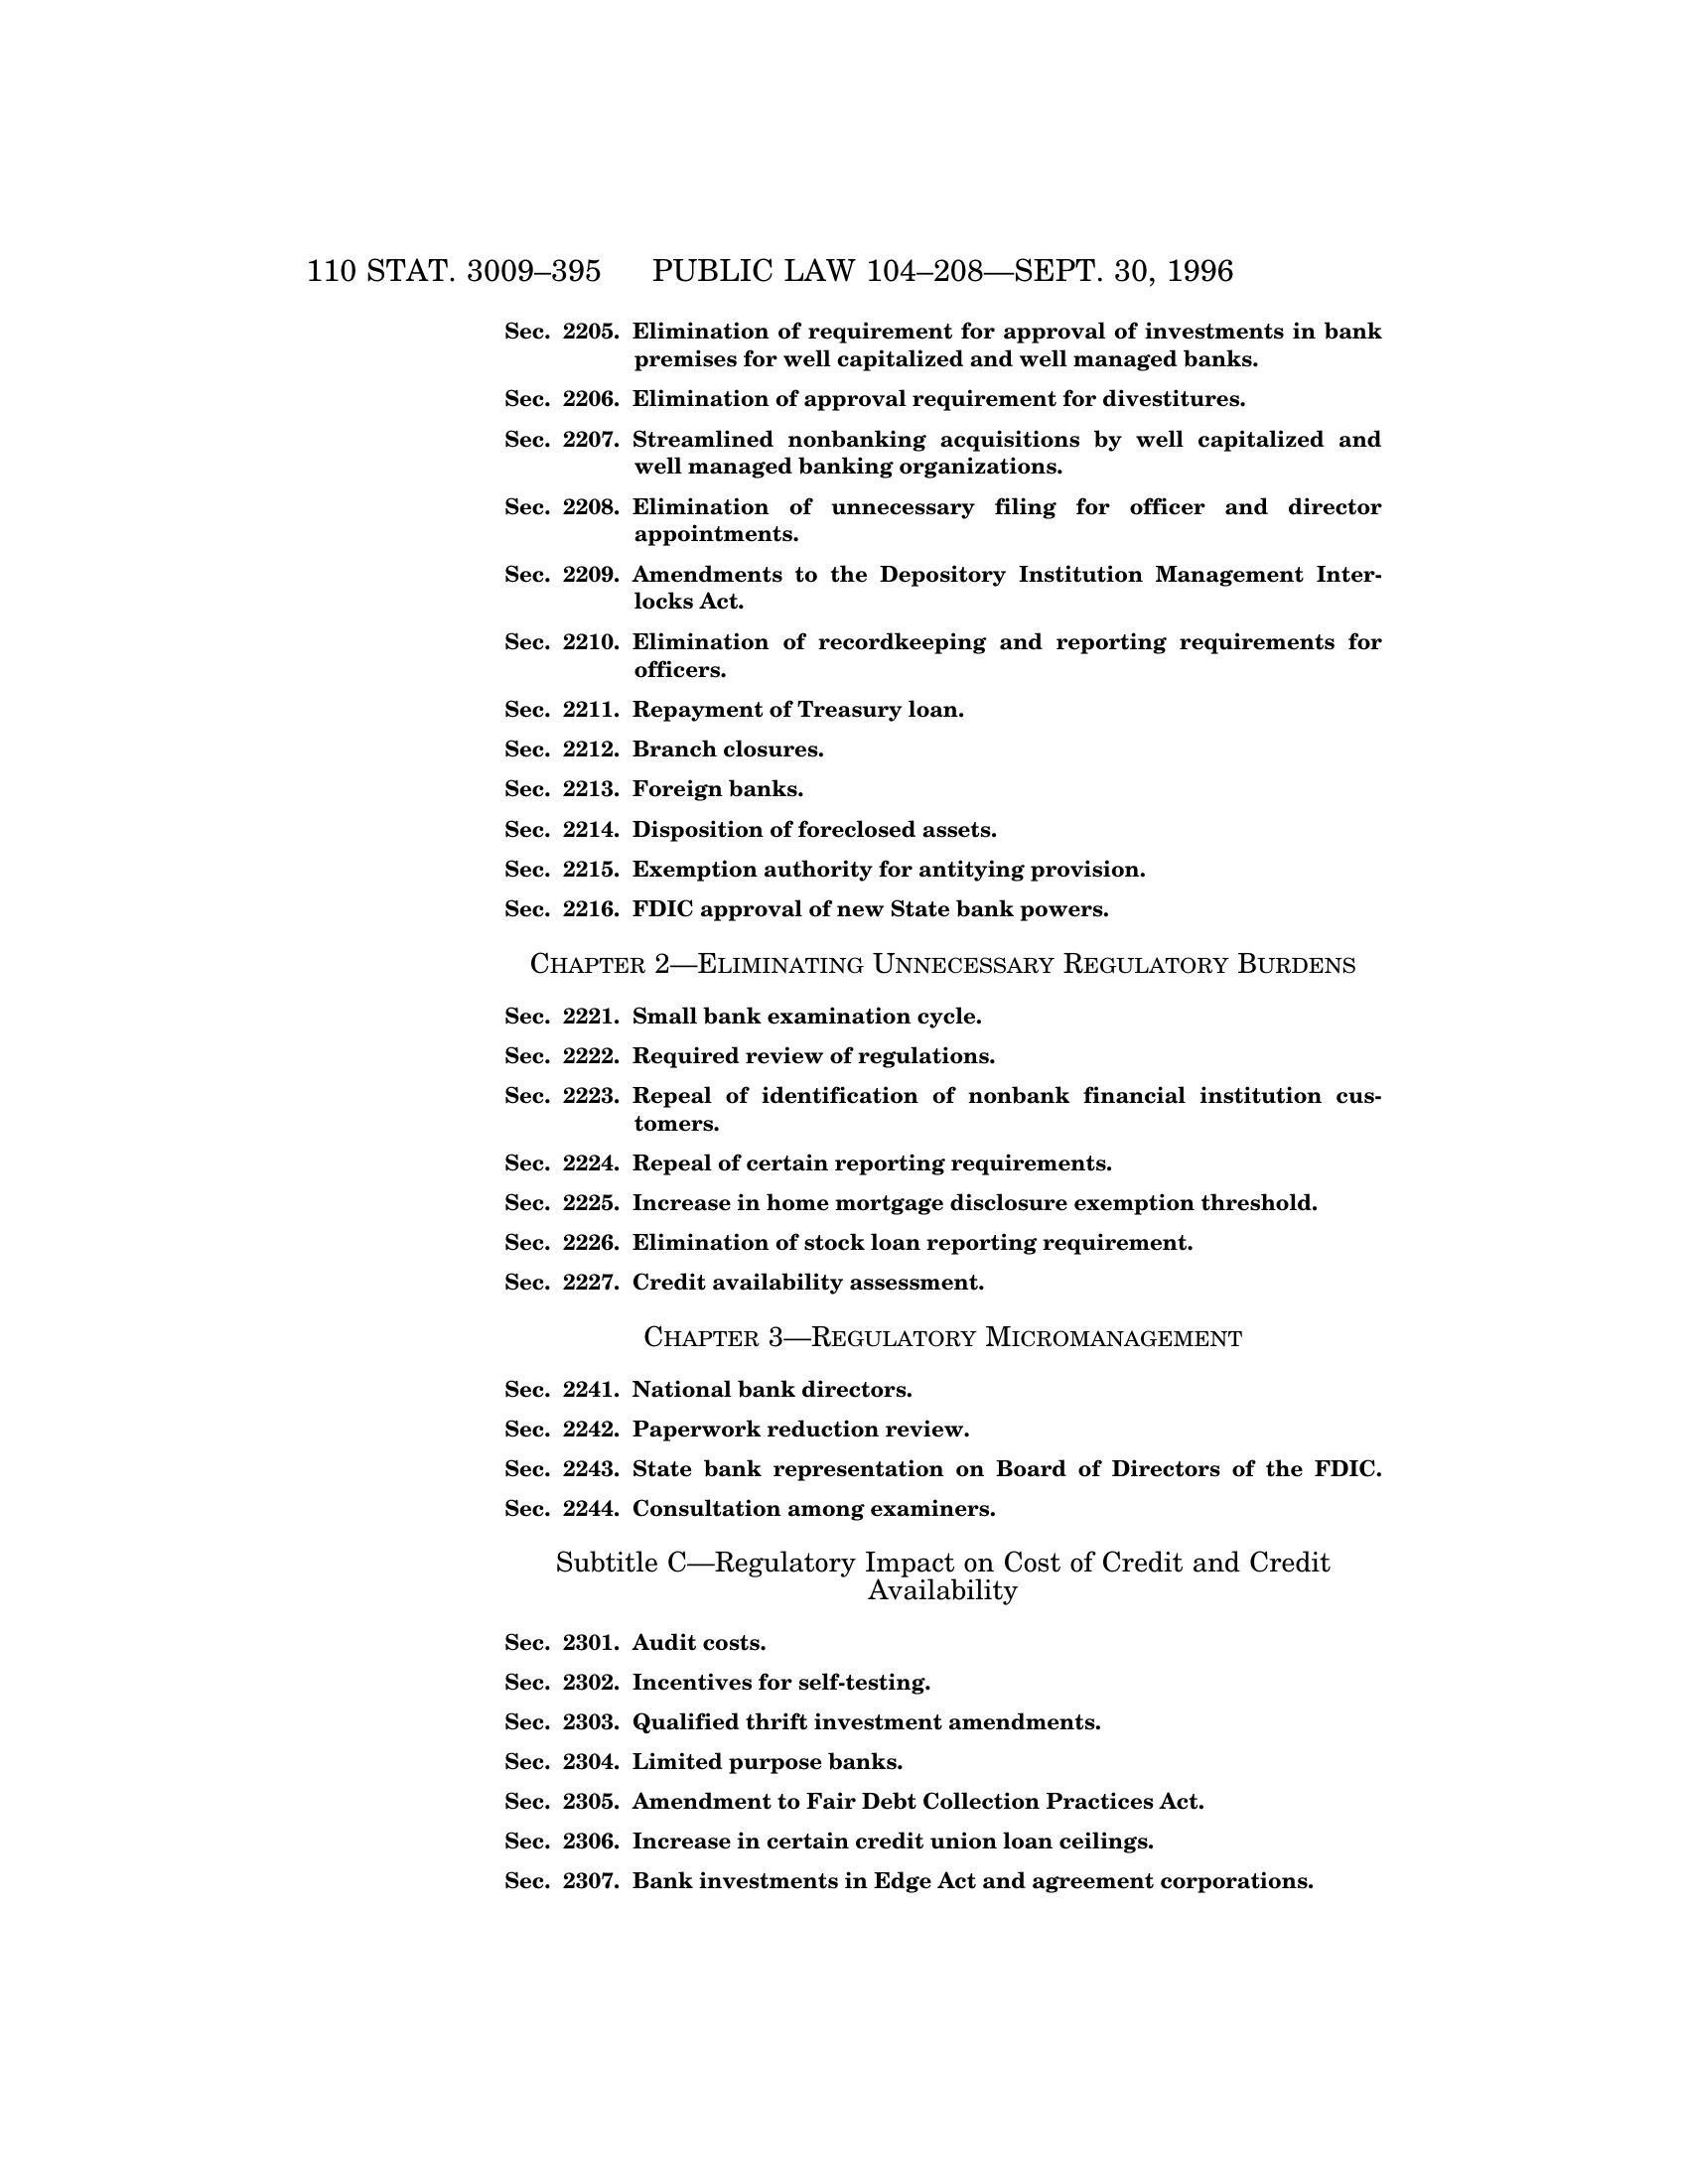 110 STAT. 3009–395 PUBLIC LAW 104–208—SEPT. 30, 1996
Sec. 2205. Elimination of requirement for approval of investments in bank
premises for well capitalized and well managed banks.
Sec. 2206. Elimination of approval requirement for divestitures.
Sec. 2207. Streamlined nonbanking acquisitions by well capitalized and
well managed banking organizations.
Sec. 2208. Elimination of unnecessary filing for officer and director
appointments.
Sec. 2209. Amendments to the Depository Institution Management Inter-
locks Act.
Sec. 2210. Elimination of recordkeeping and reporting requirements for
officers.
Sec. 2211. Repayment of Treasury loan.
Sec. 2212. Branch closures.
Sec. 2213. Foreign banks.
Sec. 2214. Disposition of foreclosed assets.
Sec. 2215. Exemption authority for antitying provision.
Sec. 2216. FDIC approval of new State bank powers.
CHAPTER 2—ELIMINATING UNNECESSARY REGULATORY BURDENS
Sec. 2221. Small bank examination cycle.
Sec. 2222. Required review of regulations.
Sec. 2223. Repeal of identification of nonbank financial institution cus-
tomers.
Sec. 2224. Repeal of certain reporting requirements.
Sec. 2225. Increase in home mortgage disclosure exemption threshold.
Sec. 2226. Elimination of stock loan reporting requirement.
Sec. 2227. Credit availability assessment.
CHAPTER 3—REGULATORY MICROMANAGEMENT
Sec. 2241. National bank directors.
Sec. 2242. Paperwork reduction review.
Sec. 2243. State bank representation on Board of Directors of the FDIC.
Sec. 2244. Consultation among examiners.
Subtitle C—Regulatory Impact on Cost of Credit and Credit
Availability
Sec. 2301. Audit costs.
Sec. 2302. Incentives for self-testing.
Sec. 2303. Qualified thrift investment amendments.
Sec. 2304. Limited purpose banks.
Sec. 2305. Amendment to Fair Debt Collection Practices Act.
Sec. 2306. Increase in certain credit union loan ceilings.
Sec. 2307. Bank investments in Edge Act and agreement corporations.